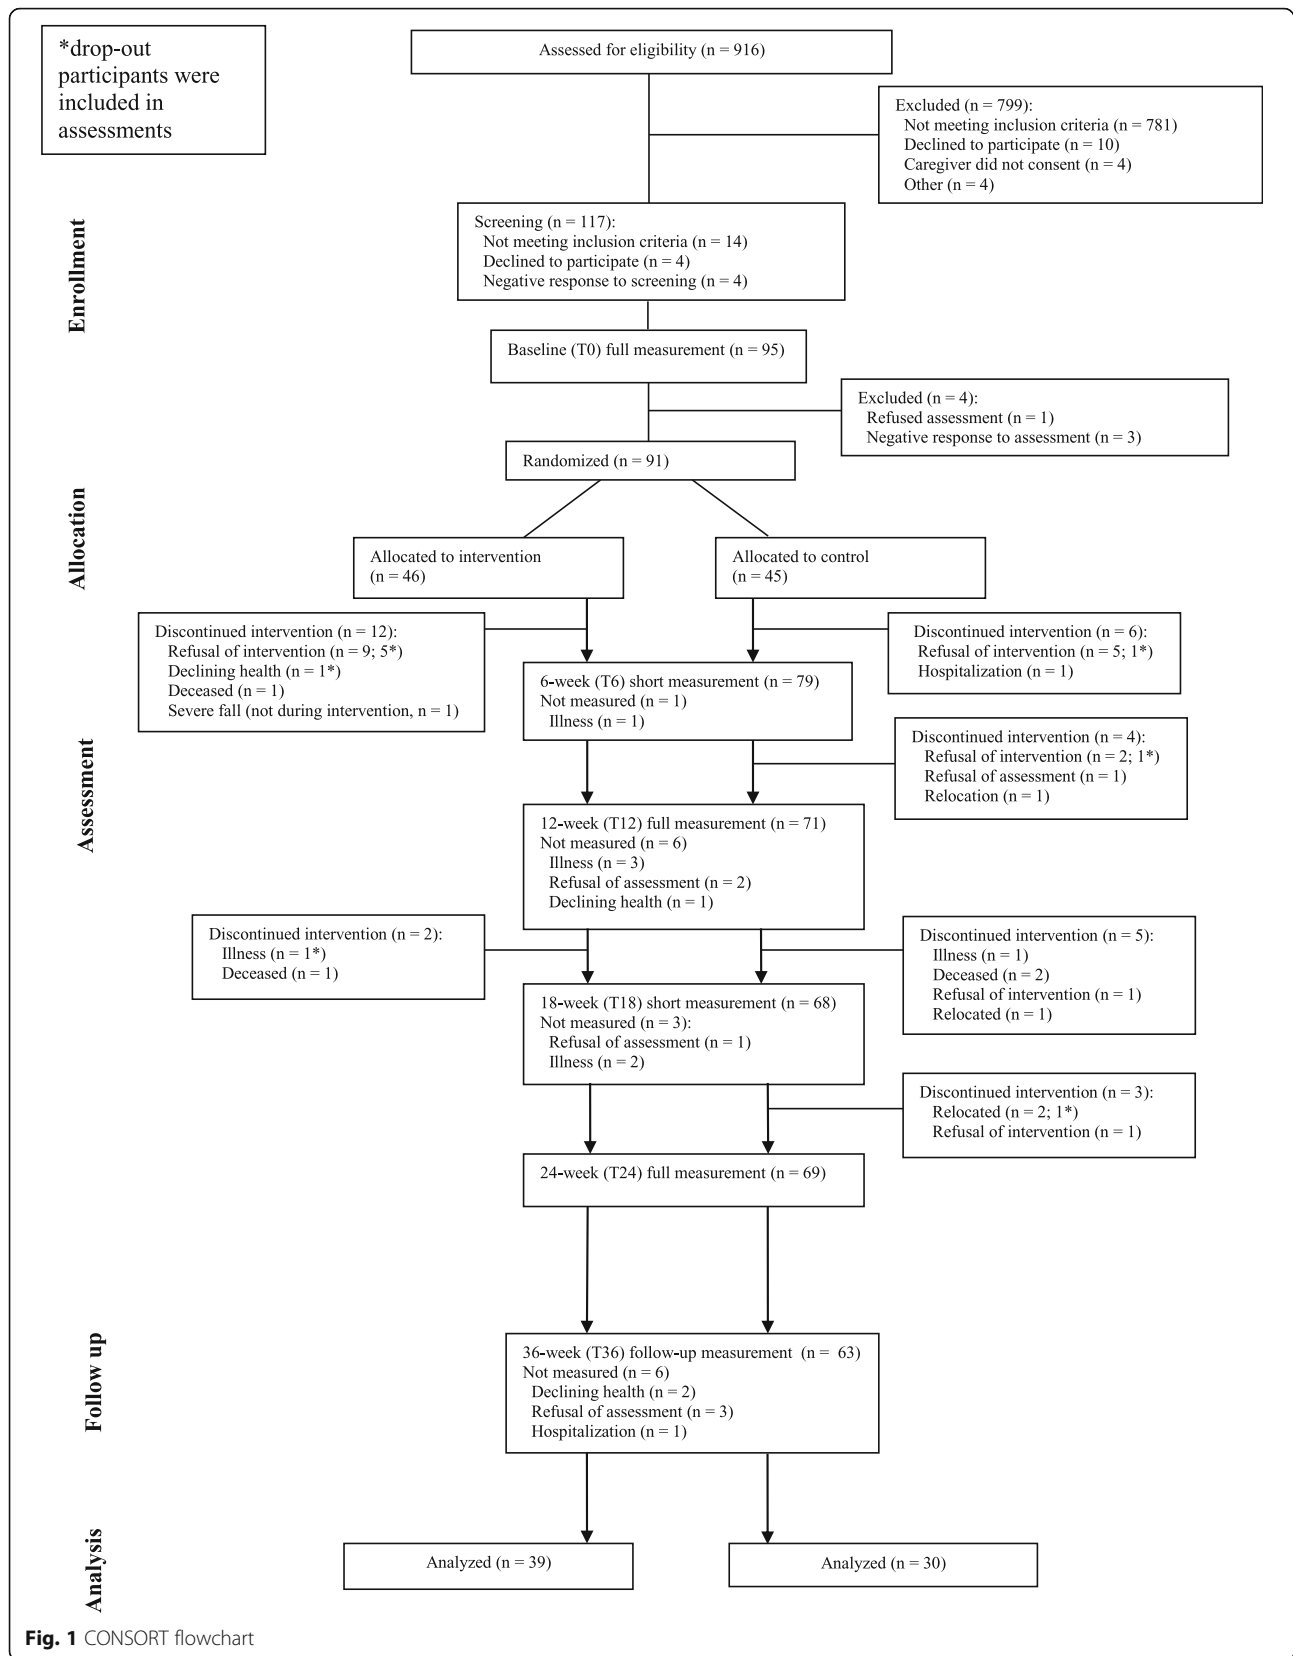 *drop-out
participants were
included in
assessments
Assessed for eligibility (n = 916)
Excluded (n = 799):
Not meeting inclusion criteria (n = 781)
Declined to participate (n = 10)
Caregiver did not consent (n = 4)
Other (n = 4)
Enrollment
Screening (n = 117):
Not meeting inclusion criteria (n = 14)
Declined to participate (n = 4)
Negative response to screening (n = 4)
Baseline (T0) full measurement (n = 95)
Excluded (n = 4):
Refused assessment (n = 1)
Negative response to assessment (n = 3)
Randomized (n = 91)
Allocation
Allocated to intervention
(n = 46)
Allocated to control
(n = 45)
Discontinued intervention (n = 12):
Refusal of intervention (n = 9; 5*)
Declining health (n = 1*)
Deceased (n = 1)
Severe fall (not during intervention, n = 1)
Discontinued intervention (n = 6):
Refusal of intervention (n = 5; 1*)
Hospitalization (n = 1)
6-week (T6) short measurement (n = 79)
Not measured (n = 1)
Illness (n = 1)
Assessment
Discontinued intervention (n = 4):
Refusal of intervention (n = 2; 1*)
Refusal of assessment (n = 1)
Relocation (n = 1)
12-week (T12) full measurement (n = 71)
Not measured (n = 6)
Illness (n = 3)
Refusal of assessment (n = 2)
Declining health (n = 1)
Discontinued intervention (n = 2):
Illness (n = 1*)
Deceased (n = 1)
Discontinued intervention (n = 5):
Illness (n = 1)
Deceased (n = 2)
Refusal of intervention (n = 1)
Relocated (n = 1)
18-week (T18) short measurement (n = 68)
Not measured (n = 3):
Refusal of assessment (n = 1)
Illness (n = 2)
Discontinued intervention (n = 3):
Relocated (n = 2; 1*)
Refusal of intervention (n = 1)
24-week (T24) full measurement (n = 69)
Follow up
36-week (T36) follow-up measurement (n = 63)
Not measured (n = 6)
Declining health (n = 2)
Refusal of assessment (n = 3)
Hospitalization (n = 1)
Analysis
Analyzed (n = 39)
Analyzed (n = 30)
Fig. 1 CONSORT flowchart